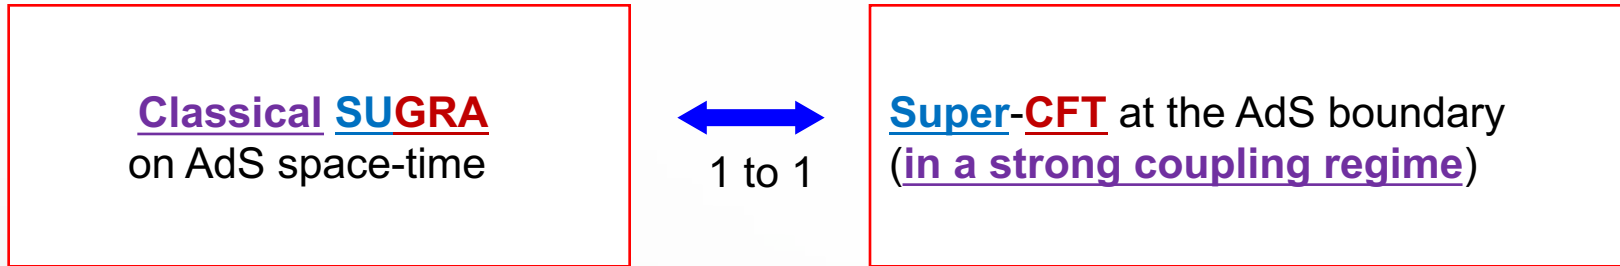 Classical SUGRA
on AdS space-time
1 to 1
Super-CFT at the AdS boundary
(in a strong coupling regime)